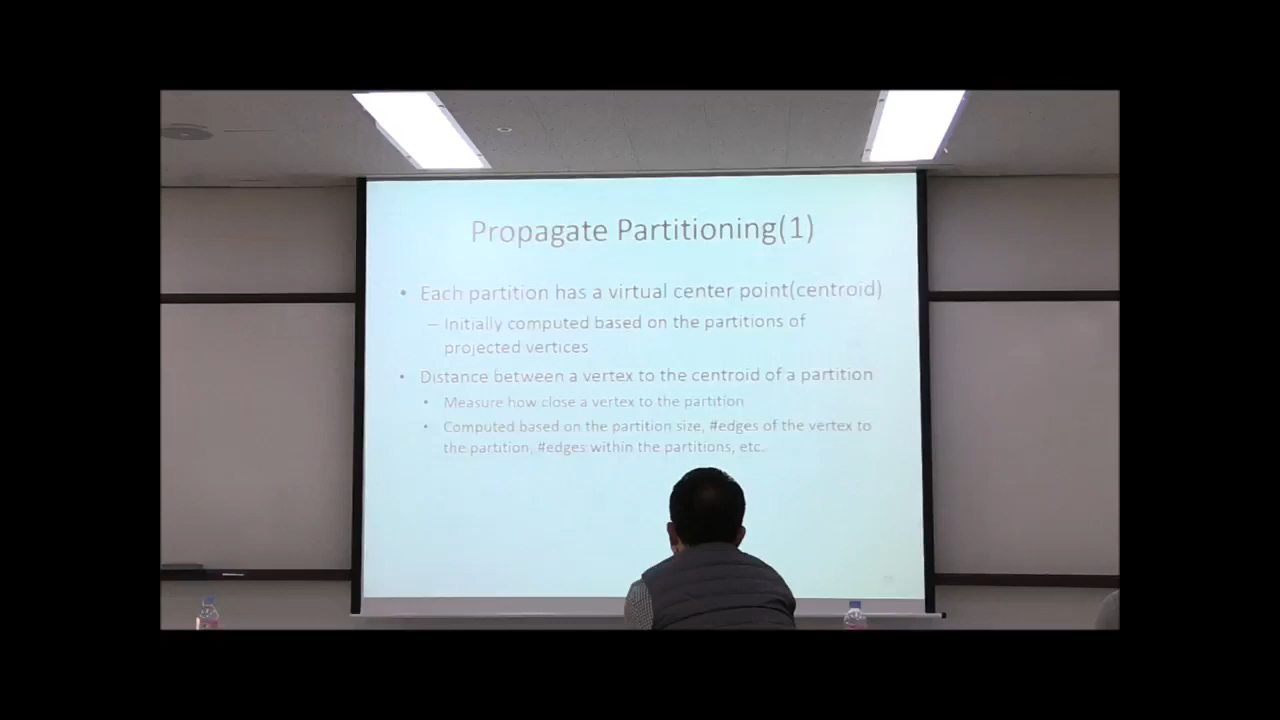 Propagate Partitioning(1)
• Each partition has a virtual center point(centroid)
– Initially computed based on the partitions of
projected vertices
• Distance between a vertex to the centroid of a partition
• Measure how close a vertex to the partition
• Computed based on the partition size, #edges of the vertex to
the partition, #edges within the partitions, etc.